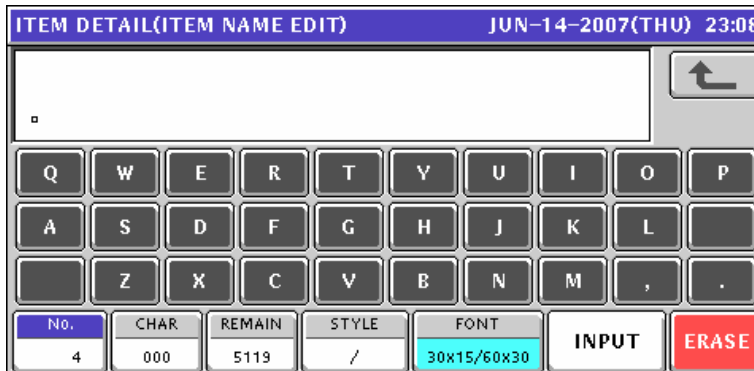 ITEM DETAIL(ITEM NAME EDIT) JUN-14-2007(THU) 23:08
Q W E R T Y U I O P
A S D F G H J K L
Z X C V B N M , .
No. CHAR REMAIN STYLE FONT INPUT ERASE
4 000 5119 / 30x15/60x30